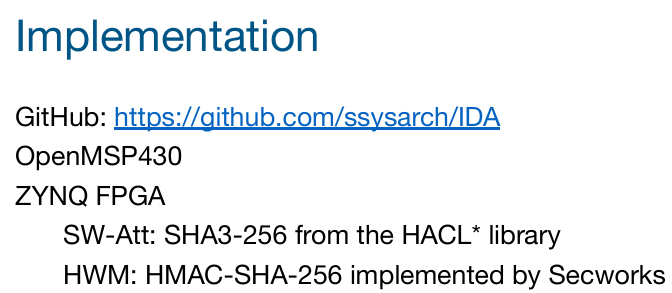 Implementation
GitHub: https://github.com/ssysarch/IDA
OpenMSP430
ZYNQ FPGA
SW-Att: SHA3-256 from the HACL* library
HWM: HMAC-SHA-256 implemented by Secworks